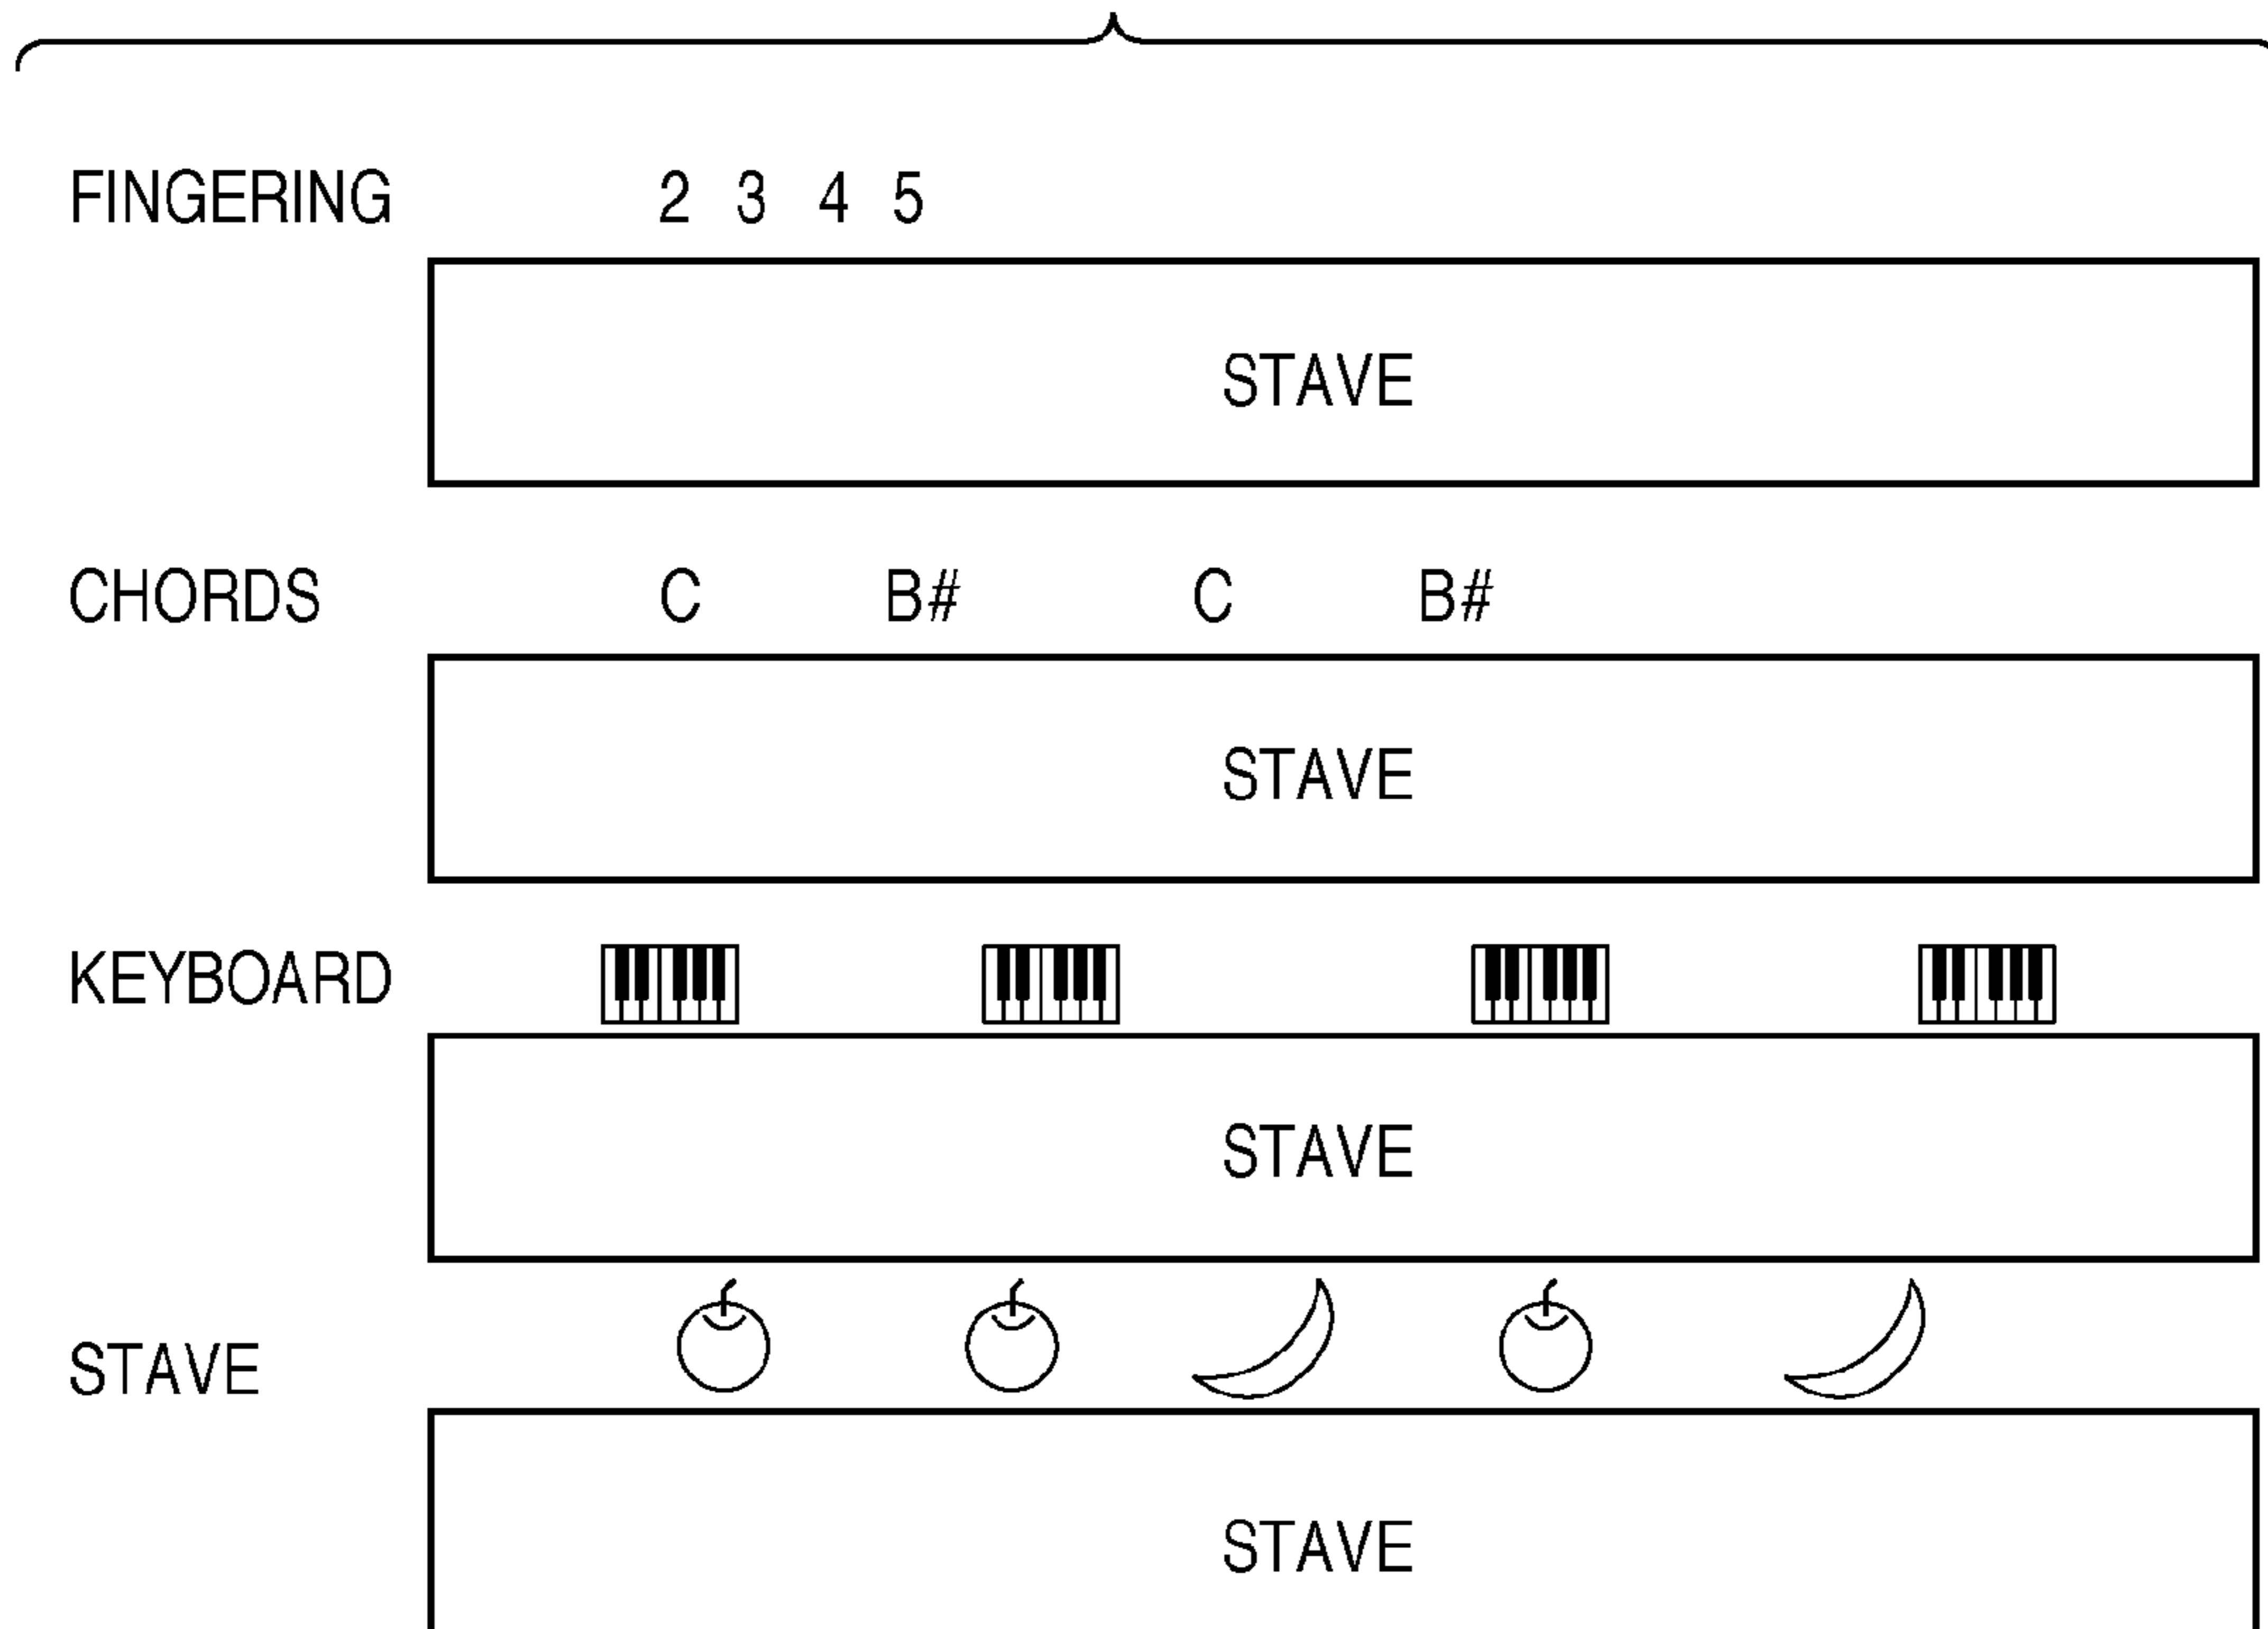 FINGERING 2 3 4 5
STAVE
CHORDS C B# C B#
STAVE
KEYBOARD
STAVE
STAVE
STAVE